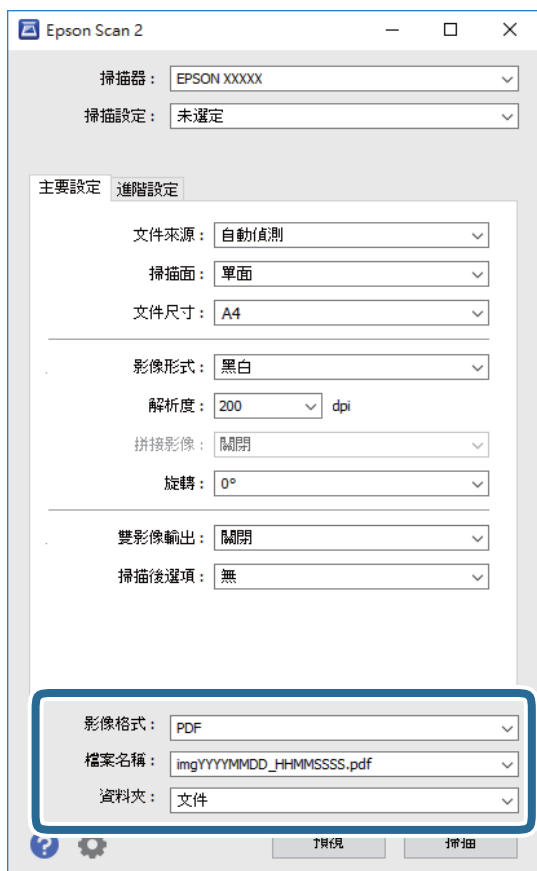 Epson Scan 2
掃描器： EPSON XXXXX
掃描設定： 未選定
主要設定 進階設定
文件來源： 自動偵測
掃描面： 單面
文件尺寸： A4
影像形式： 黑白
解析度： 200 dpi
拼接影像： 關閉
旋轉： 0°
雙影像輸出： 關閉
掃描後選項： 無
影像格式： PDF
檔案名稱： imgYYYYMMDD_HHMMSSSS.pdf
資料夾： 文件
預視 掃描